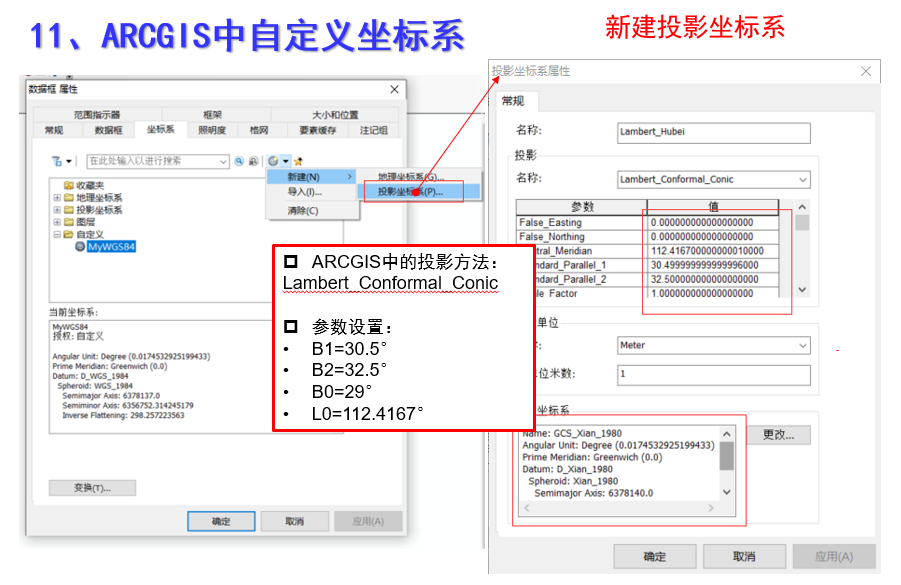 11、ARCGIS中自定义坐标系
新建投影坐标系
数据框 属性
范围指示器 框架 大小和位置
常规 数据框 坐标系 照明度 格网 要素缓存 注记组
在此处输入以进行搜索
新建(N)
导入(I)...
清除(C)
地理坐标系(G)...
投影坐标系(P)...
收藏夹
地理坐标系
投影坐标系
图层
自定义
MyWGS84
当前坐标系:
MyWGS84
授权: 自定义
Angular Unit: Degree (0.0174532925199433)
Prime Meridian: Greenwich (0.0)
Datum: D_WGS_1984
Spheroid: WGS_1984
Semimajor Axis: 6378137.0
Semiminor Axis: 6356752.314245179
Inverse Flattening: 298.257223563
变换(T)...
确定 取消 应用(A)
ARCGIS中的投影方法：
Lambert_Conformal_Conic
参数设置：
• B1=30.5°
• B2=32.5°
• B0=29°
• L0=112.4167°
投影坐标系属性
常规
名称: Lambert_Hubei
投影
名称: Lambert_Conformal_Conic
参数 值
False_Easting 0.000000000000000000
False_Northing 0.000000000000000000
tral_Meridian 112.416700000000010000
ndard_Parallel_1 30.499999999999996000
ndard_Parallel_2 32.500000000000000000
le_Factor 1.000000000000000000
单位
Meter
位米数: 1
坐标系
Name: GCS_Xian_1980
Angular Unit: Degree (0.0174532925199433)
Prime Meridian: Greenwich (0.0)
Datum: D_Xian_1980
Spheroid: Xian_1980
Semimajor Axis: 6378140.0
更改...
确定 取消 应用(A)